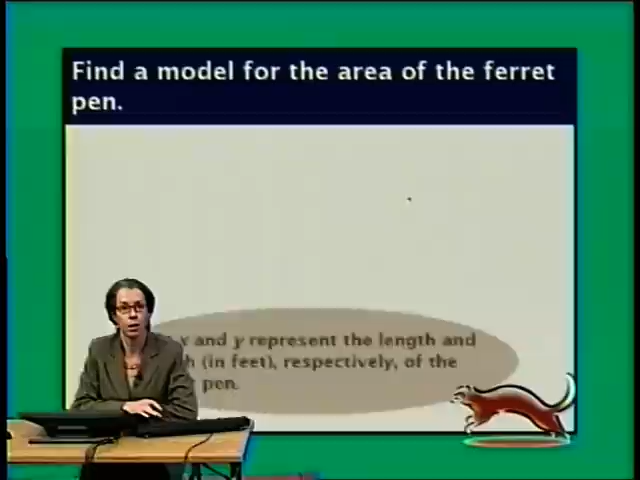 Find a model for the area of the ferret
pen.
x and y represent the length and
h (in feet), respectively, of the
pen.